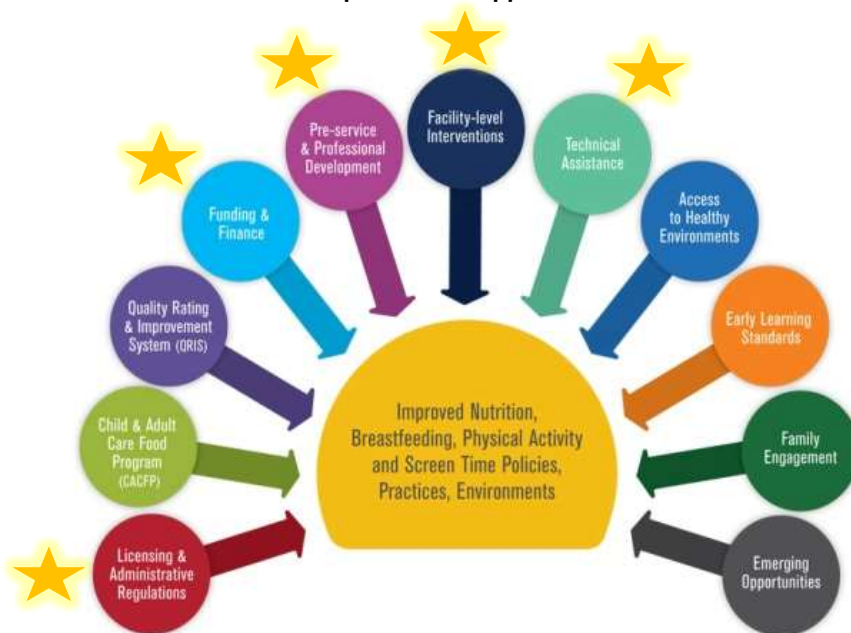 Facility-level
Interventions
Pre-service
& Professional
Development
Technical
Assistance
Funding &
Finance
Access
to Healthy
Environments
Quality Rating
& Improvement
System (QRIS)
Early Learning
Standards
Child & Adult
Care Food
Program
(CACFP)
Family
Engagement
Licensing &
Administrative
Regulations
Emerging
Opportunities
Improved Nutrition,
Breastfeeding, Physical Activity
and Screen Time Policies,
Practices, Environments